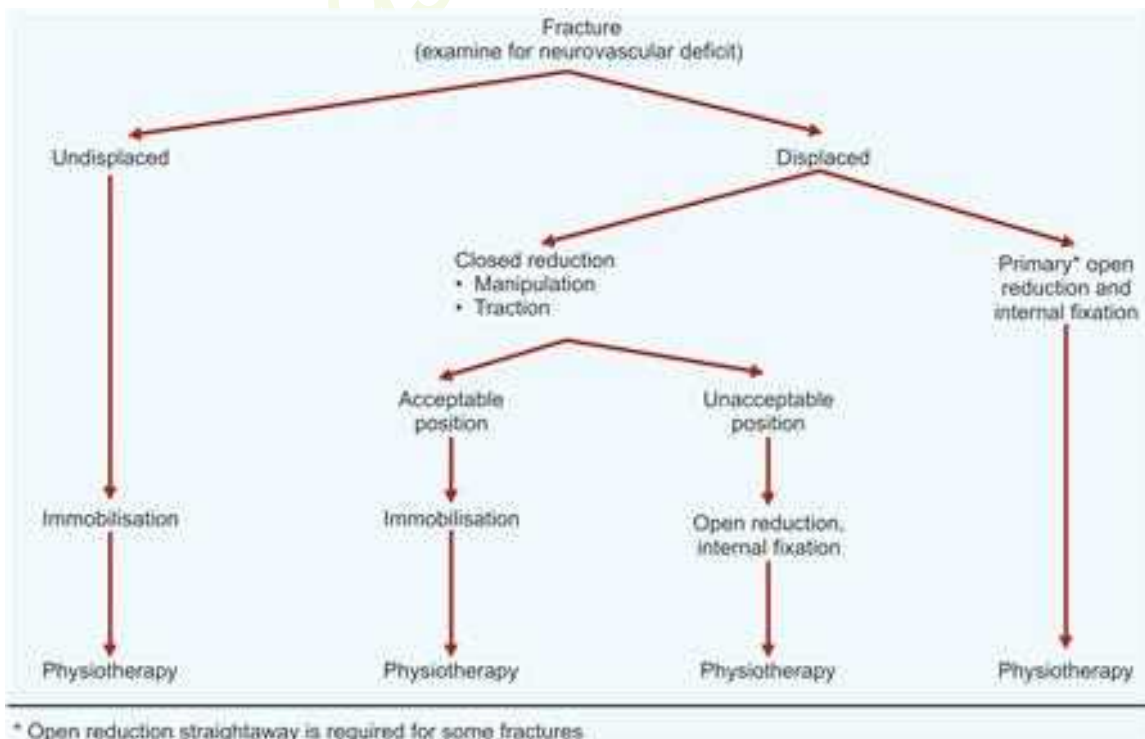 Fracture
(examine for neurovascular deficit)
Undisplaced
Displaced
Closed reduction
• Manipulation
• Traction
Primary* open
reduction and
internal fixation
Acceptable
position
Unacceptable
position
Immobilisation
Immobilisation
Open reduction,
internal fixation
Physiotherapy
Physiotherapy
Physiotherapy
Physiotherapy
* Open reduction straightaway is required for some fractures